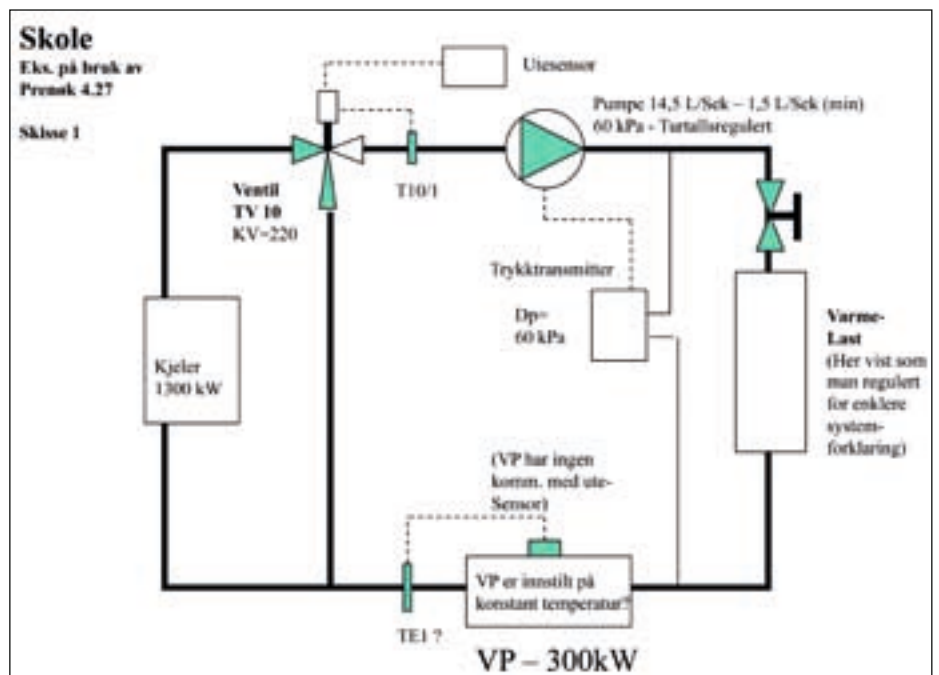 Skole
Eks. på bruk av
Prenøk 4.27
Skisse 1
Utesensor
Pumpe 14,5 L/Sek – 1,5 L/Sek (min)
60 kPa - Turtallsregulert
T10/1
Ventil
TV 10
KV=220
Trykktransmitter
Dp=
60 kPa
Kjeler
1300 kW
Varme-
Last
(Her vist som
man regulert
for enklere
system-
forklaring)
(VP har ingen
komm. med ute-
Sensor)
VP er innstilt på
konstant temperatur?
TE1 ?
VP – 300kW